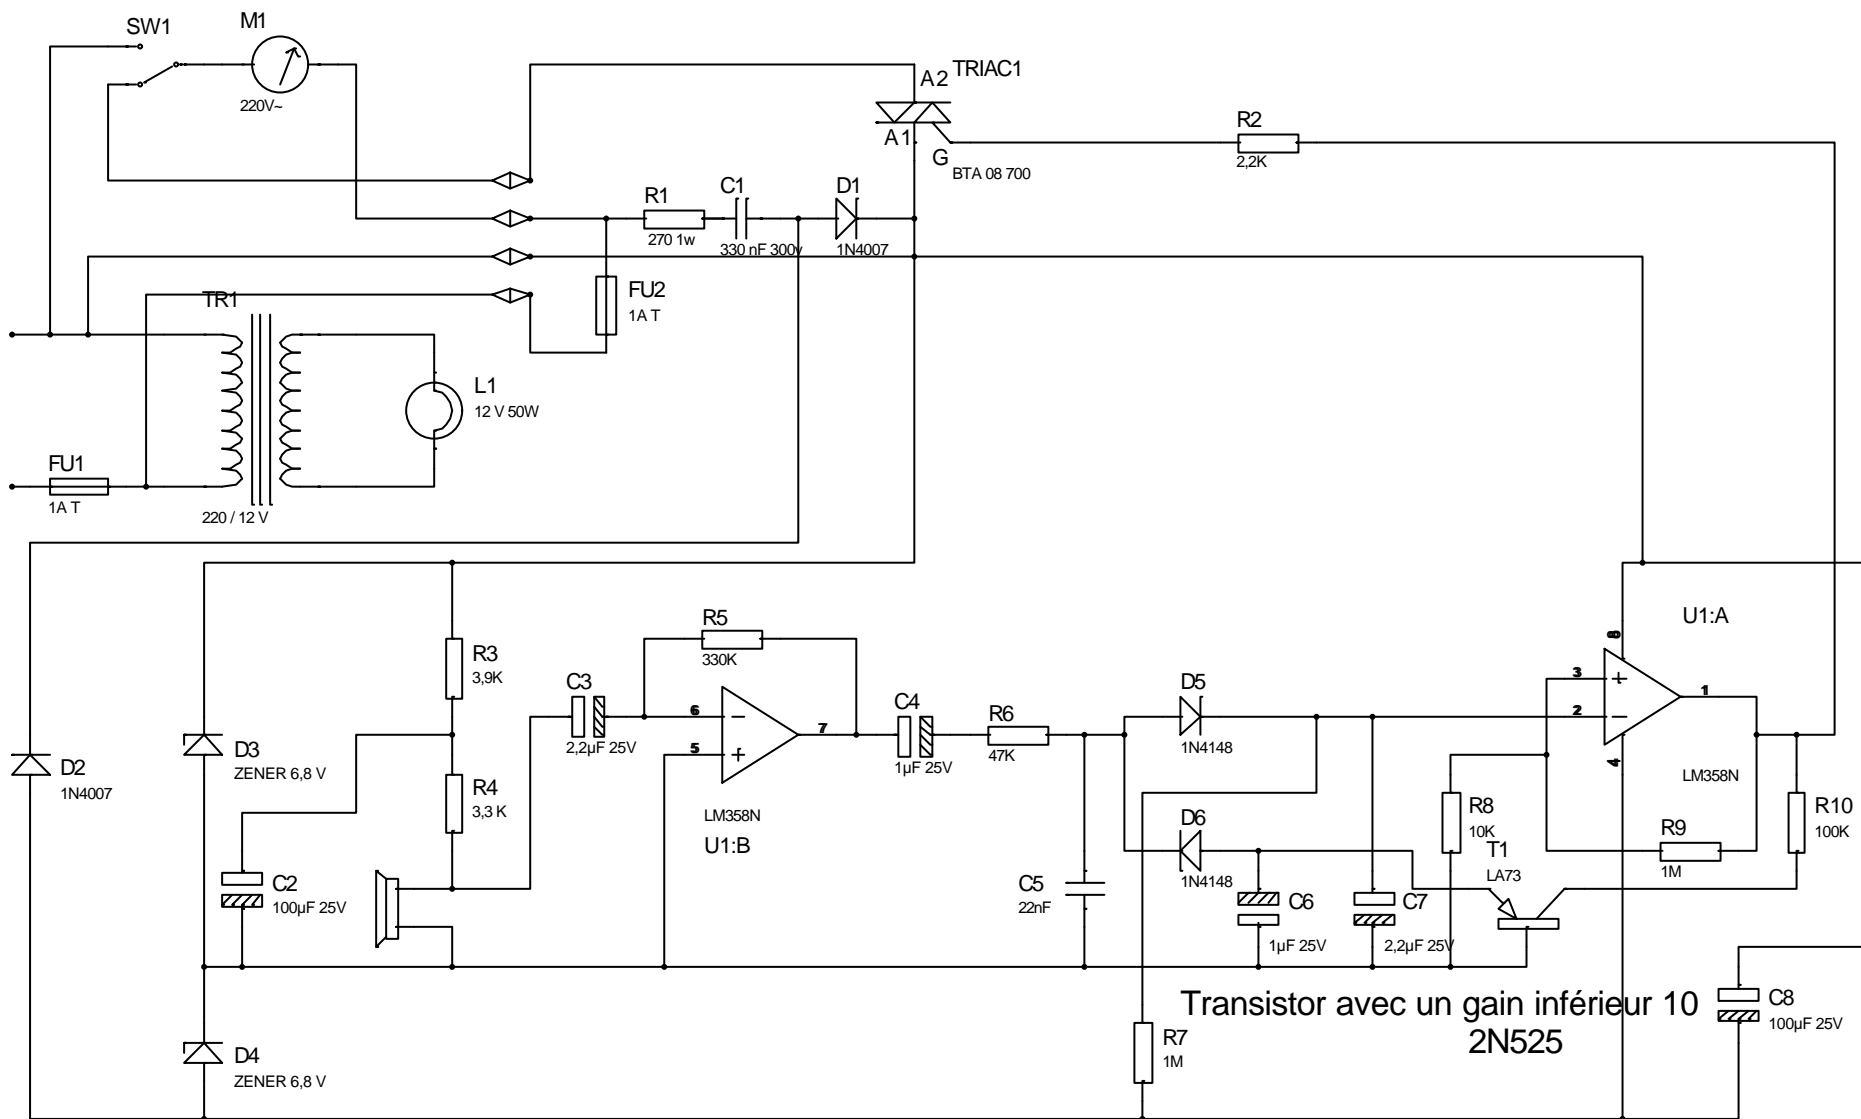 SW1
M1
220V~
A2
TRIAC1
A1
G
BTA 08 700
R2
2,2K
R1
270 1w
C1
330 nF 300v
D1
1N4007
TR1
220 / 12 V
FU2
1A T
L1
12 V 50W
FU1
1A T
D2
1N4007
D3
ZENER 6,8 V
R3
3,9K
R4
3,3 K
C2
100µF 25V
D4
ZENER 6,8 V
C3
2,2µF 25V
R5
330K
6
5
7
LM358N
U1:B
C4
1µF 25V
R6
47K
C5
22nF
D5
1N4148
D6
1N4148
C6
1µF 25V
C7
2,2µF 25V
R7
1M
U1:A
8
3
2
1
4
LM358N
R8
10K
R9
1M
R10
100K
T1
LA73
Transistor avec un gain inférieur 10
2N525
C8
100µF 25V